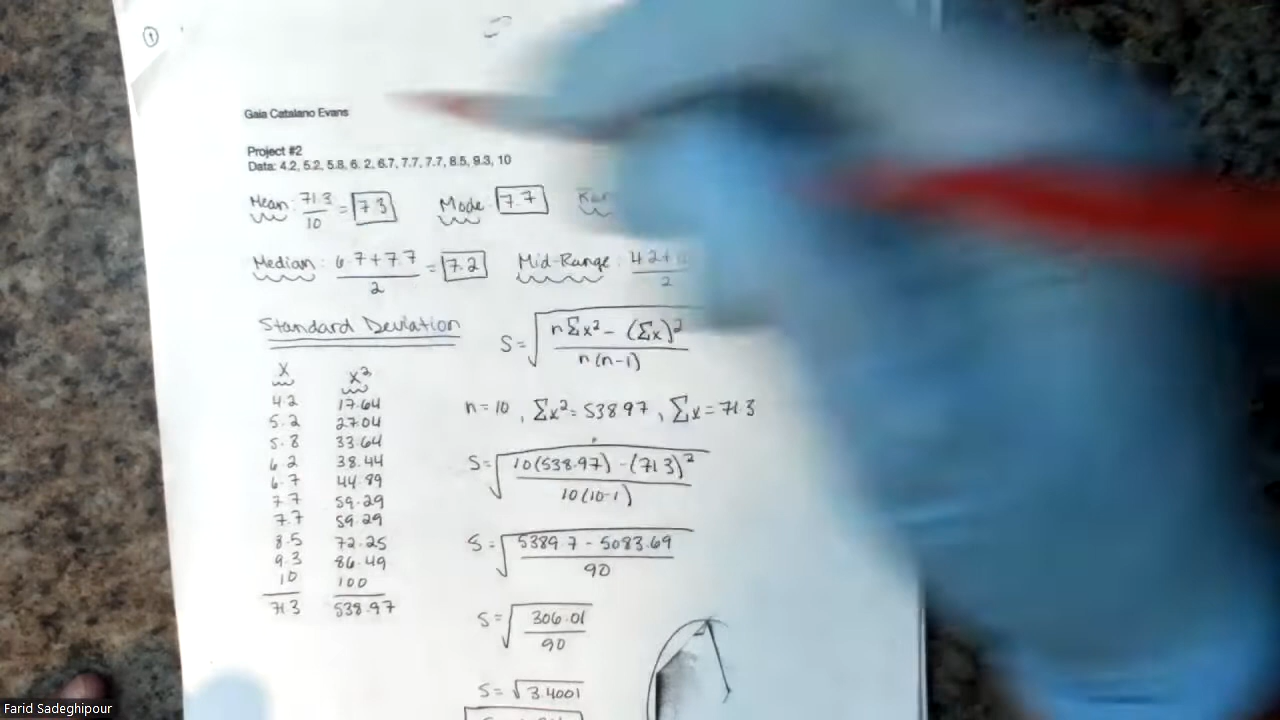 1
Gaia Catalano Evans
Project #2
Data: 4.2, 5.2, 5.8, 6. 2, 6.7, 7.7, 7.7, 8.5, 9.3, 10
Mean: 71.3/10 = 7.3 Mode: 7.7
Median: 6.7+7.7/2 = 7.2 Mid-Range: 4.2+ /2
Standard Deviation
S = √(nΣx² - (Σx)²/n(n-1))
x x²
4.2 17.64
5.2 27.04
5.8 33.64
6.2 38.44
6.7 44.89
7.7 59.29
7.7 59.29
8.5 72.25
9.3 86.49
10 100
71.3 538.97
n = 10, Σx² = 538.97, Σx = 71.3
S = √(10(538.97) - (71.3)²/10(10-1))
S = √(5389.7 - 5083.69/90)
S = √(306.01/90)
S = √3.4001
Farid Sadeghipour